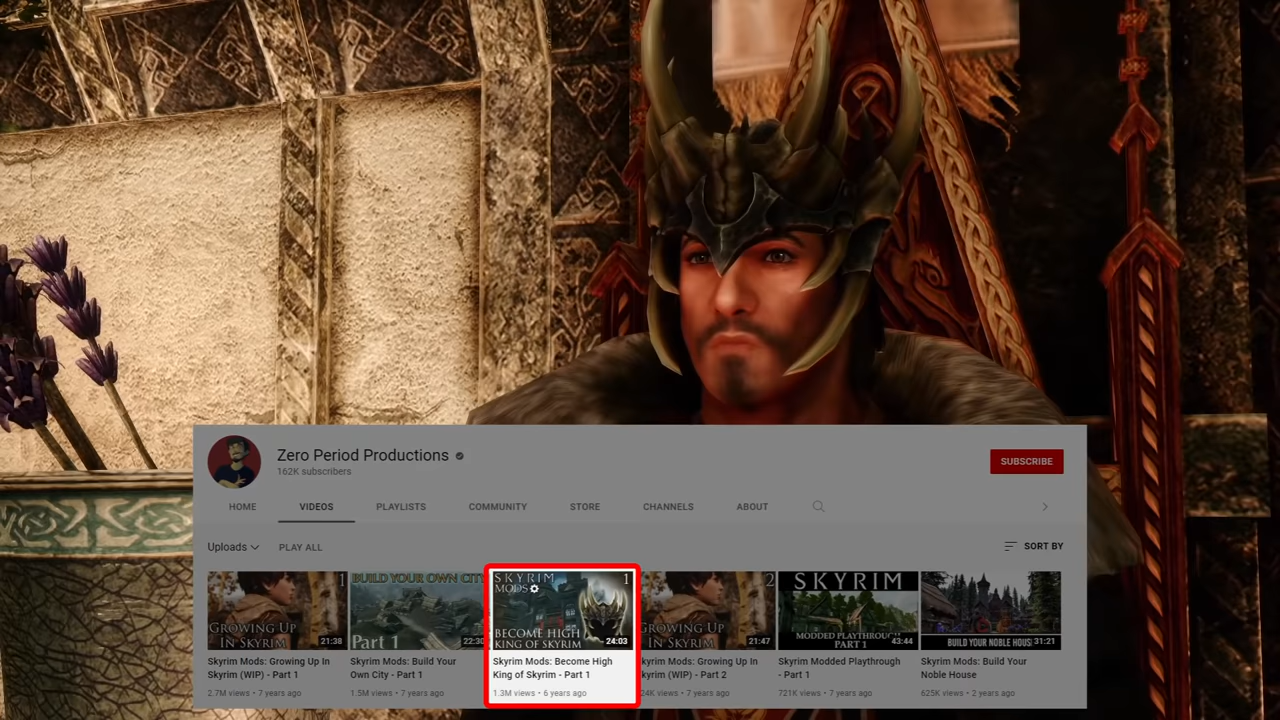 Zero Period Productions
162K subscribers
SUBSCRIBE
HOME VIDEOS PLAYLISTS COMMUNITY STORE CHANNELS ABOUT
Uploads PLAY ALL SORT BY
1
GROWING UP
IN SKYRIM
21:38
BUILD YOUR OWN CITY
Part 1
22:30
SKYRIM
MODS
1
BECOME HIGH
KING OF SKYRIM
24:03
2
GROWING UP
IN SKYRIM
21:47
SKYRIM
MODDED PLAYTHROUGH
PART 1
43:44
BUILD YOUR NOBLE HOUS
31:21
Skyrim Mods: Growing Up In
Skyrim (WIP) - Part 1
2.7M views • 7 years ago
Skyrim Mods: Build Your
Own City - Part 1
1.5M views • 7 years ago
Skyrim Mods: Become High
King of Skyrim - Part 1
1.3M views • 6 years ago
Skyrim Mods: Growing Up In
Skyrim (WIP) - Part 2
24K views • 7 years ago
Skyrim Modded Playthrough
- Part 1
721K views • 7 years ago
Skyrim Mods: Build Your
Noble House
625K views • 2 years ago